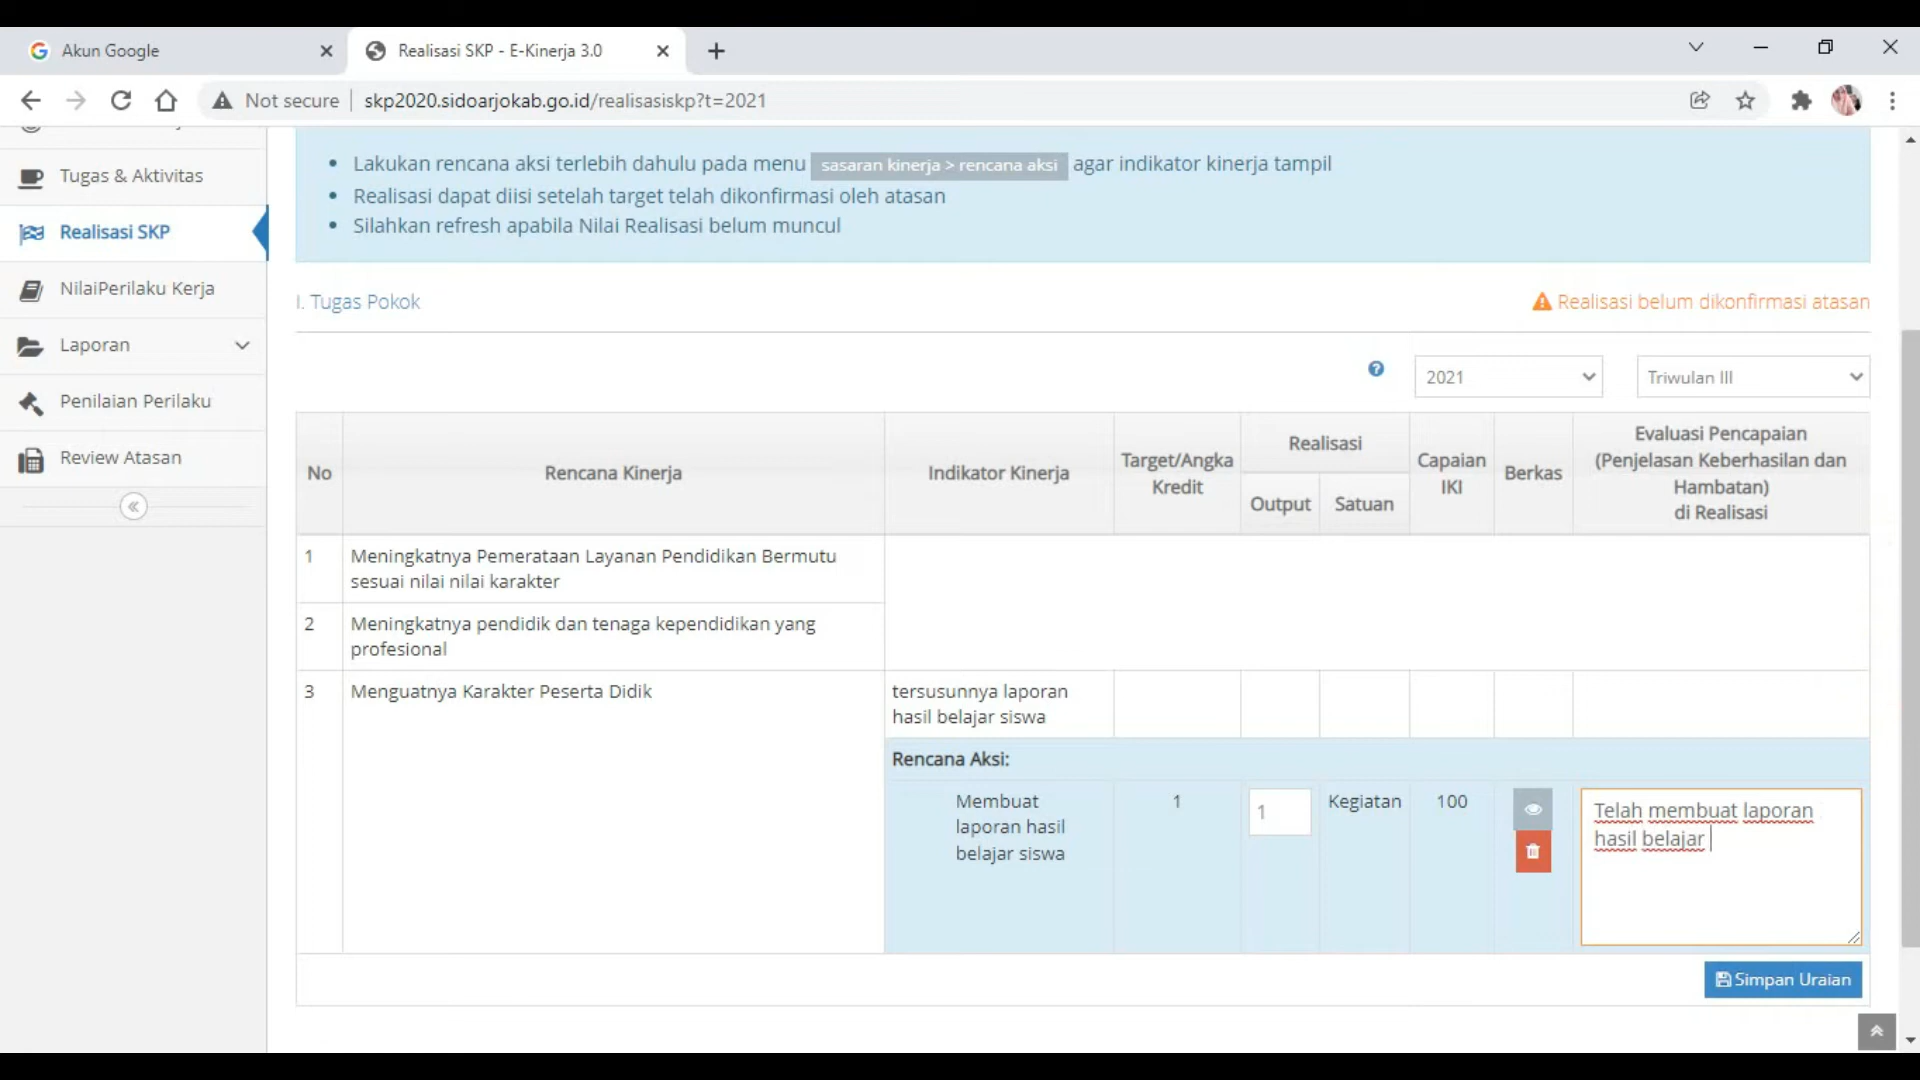 Akun Google
Realisasi SKP - E-Kinerja 3.0
Not secure
skp2020.sidoarjokab.go.id/realisasiskp?t=2021
Tugas & Aktivitas
Realisasi SKP
NilaiPerilaku Kerja
Laporan
Penilaian Perilaku
Review Atasan
Lakukan rencana aksi terlebih dahulu pada menu sasaran kinerja > rencana aksi agar indikator kinerja tampil
Realisasi dapat diisi setelah target telah dikonfirmasi oleh atasan
Silahkan refresh apabila Nilai Realisasi belum muncul
I. Tugas Pokok
Realisasi belum dikonfirmasi atasan
2021
Triwulan III
No
Rencana Kinerja
Indikator Kinerja
Target/Angka
Kredit
Realisasi
Output
Satuan
Capaian
IKI
Berkas
Evaluasi Pencapaian
(Penjelasan Keberhasilan dan
Hambatan)
di Realisasi
1
Meningkatnya Pemerataan Layanan Pendidikan Bermutu
sesuai nilai nilai karakter
2
Meningkatnya pendidik dan tenaga kependidikan yang
profesional
3
Menguatnya Karakter Peserta Didik
tersusunnya laporan
hasil belajar siswa
Rencana Aksi:
Membuat
laporan hasil
belajar siswa
1
1
Kegiatan
100
Telah membuat laporan
hasil belajar
Simpan Uraian